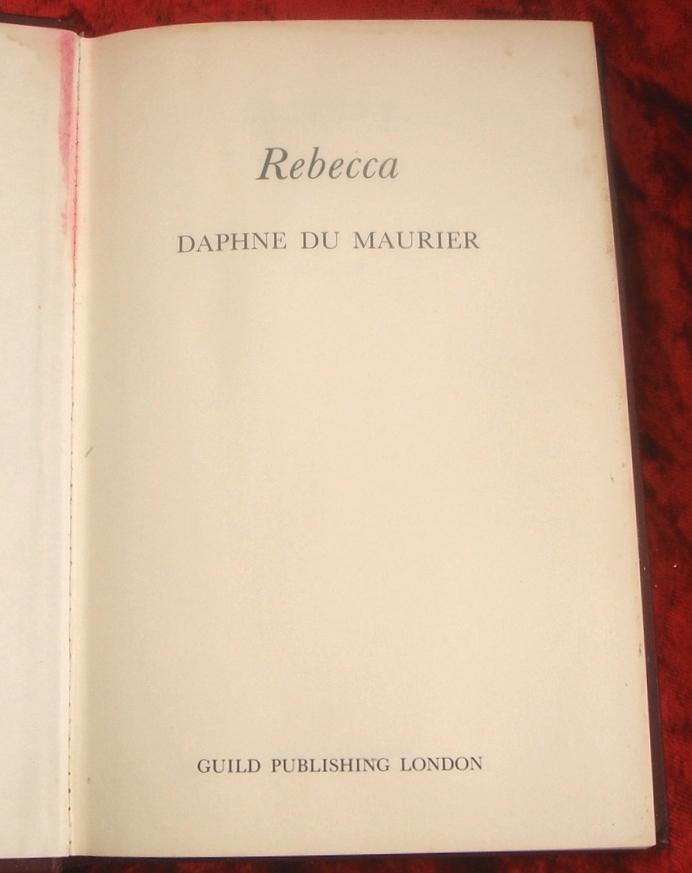 Rebecca
DAPHNE DU MAURIER
GUILD PUBLISHING LONDON